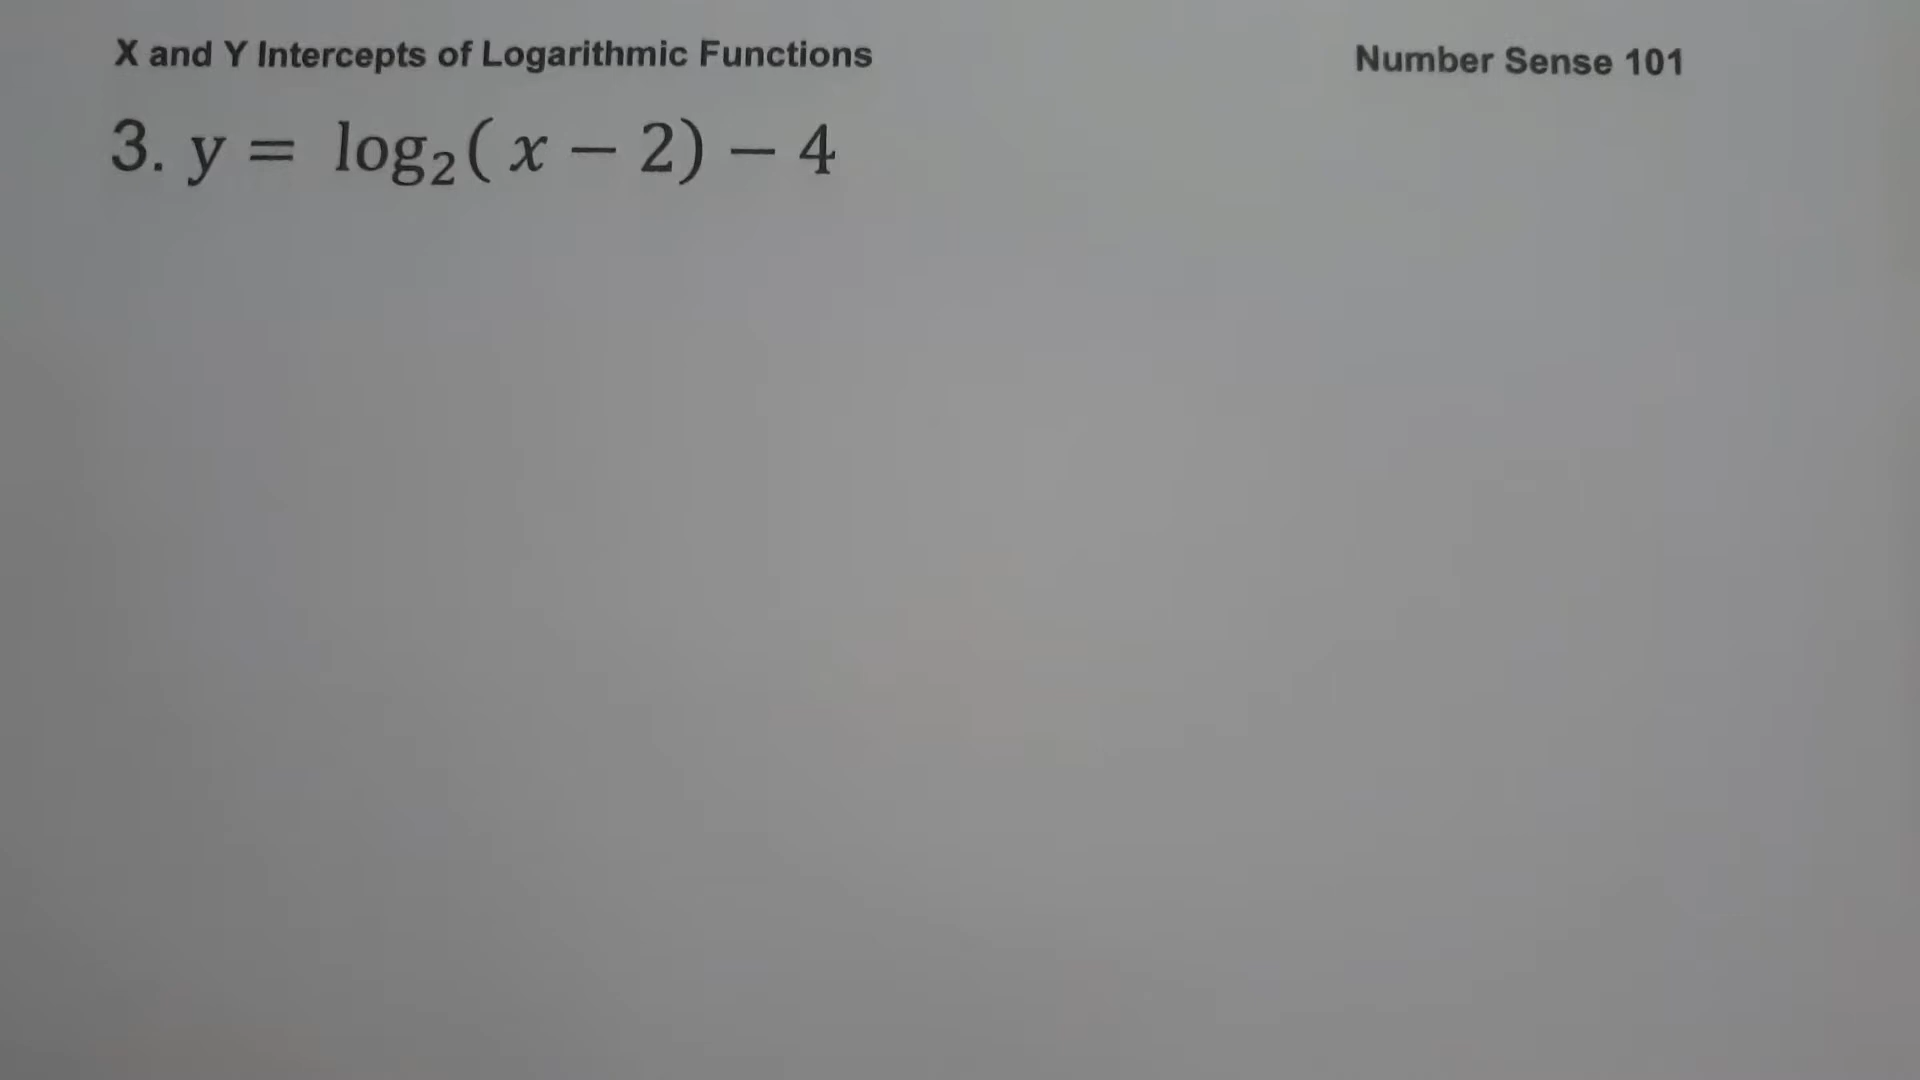 X and Y Intercepts of Logarithmic Functions
Number Sense 101
3. y = log₂( x − 2) − 4